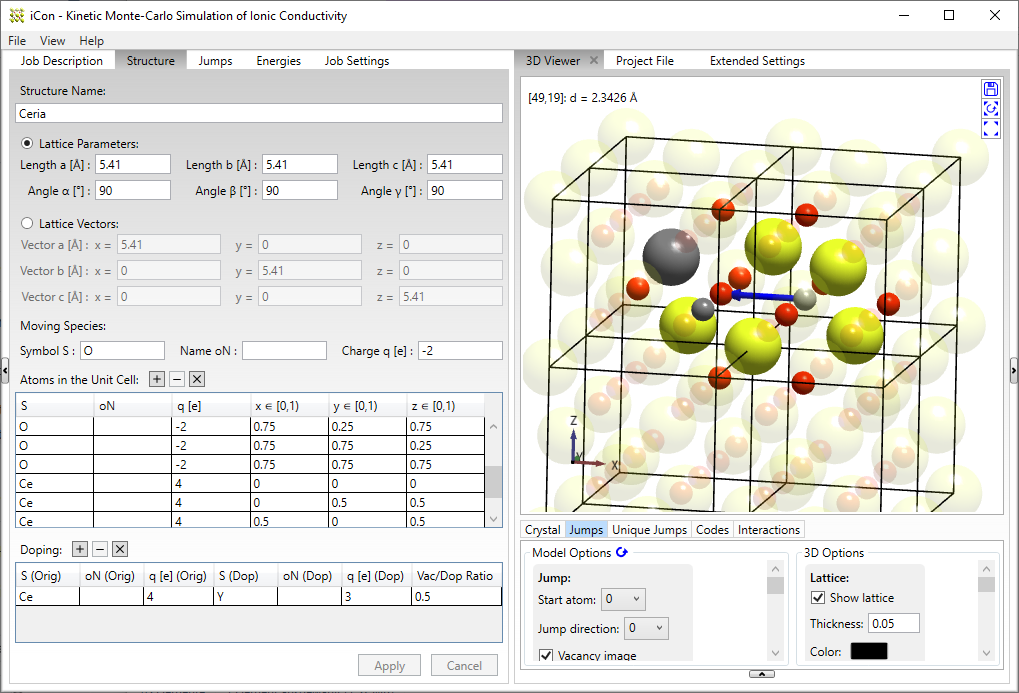 iCon - Kinetic Monte-Carlo Simulation of Ionic Conductivity
File View Help
Job Description Structure Jumps Energies Job Settings
Structure Name:
Ceria
Lattice Parameters:
Length a [Å] : 5.41 Length b [Å] : 5.41 Length c [Å] : 5.41
Angle α [°] : 90 Angle β [°] : 90 Angle γ [°] : 90
Lattice Vectors:
Vector a [Å] : x = 5.41 y = 0 z = 0
Vector b [Å] : x = 0 y = 5.41 z = 0
Vector c [Å] : x = 0 y = 0 z = 5.41
Moving Species:
Symbol S : O Name oN : Charge q [e] : -2
Atoms in the Unit Cell:
S oN q [e] x ∈ [0,1) y ∈ [0,1) z ∈ [0,1)
O -2 0.75 0.25 0.75
O -2 0.75 0.75 0.25
O -2 0.75 0.75 0.75
Ce 4 0 0 0
Ce 4 0 0.5 0.5
Ce 4 0.5 0 0.5
Doping:
S (Orig) oN (Orig) q [e] (Orig) S (Dop) oN (Dop) q [e] (Dop) Vac/Dop Ratio
Ce 4 Y 3 0.5
Apply Cancel
3D Viewer Project File Extended Settings
[49,19]: d = 2.3426 Å
Z
Y
X
Crystal Jumps Unique Jumps Codes Interactions
Model Options
Jump:
Start atom: 0
Jump direction: 0
Vacancy image
3D Options
Lattice:
Show lattice
Thickness: 0.05
Color: